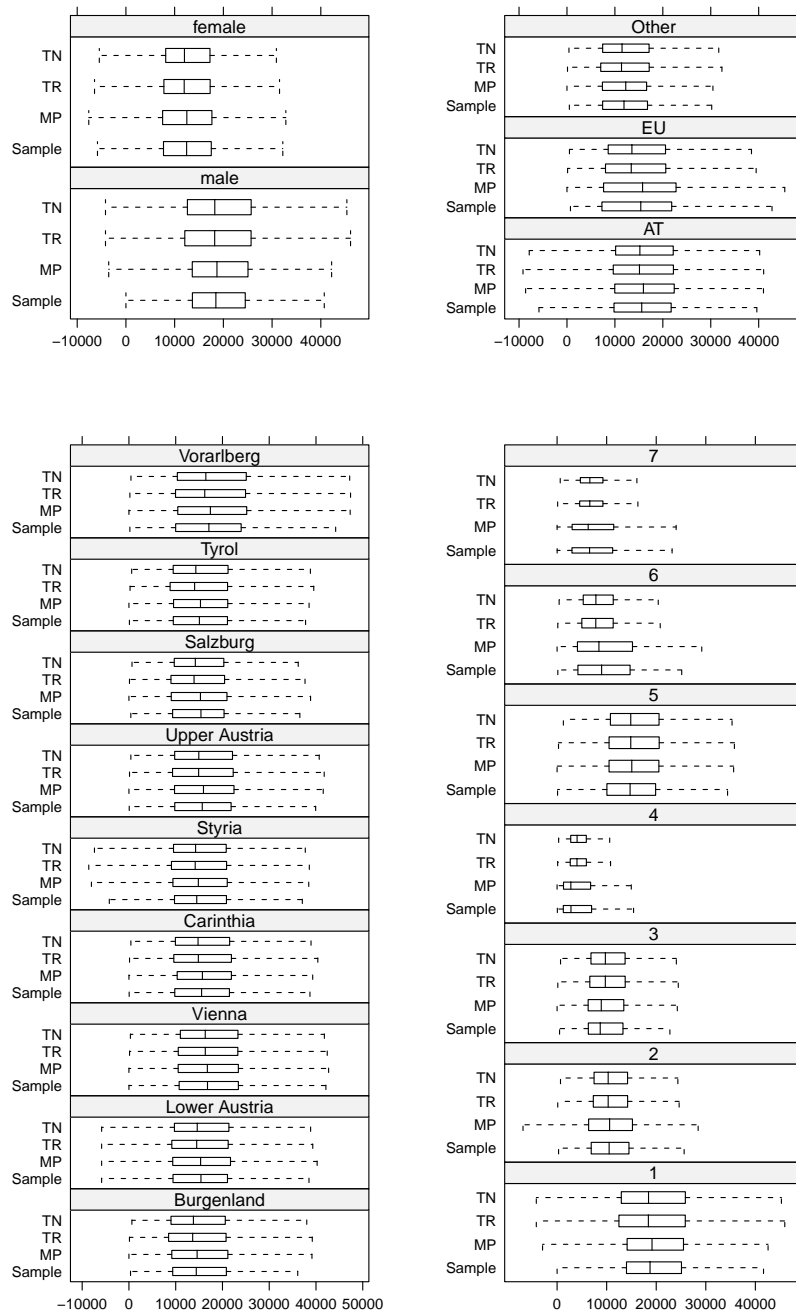 female
TN
TR
MP
Sample
male
TN
TR
MP
Sample
−10000 0 10000 20000 30000 40000
Other
TN
TR
MP
Sample
EU
TN
TR
MP
Sample
AT
TN
TR
MP
Sample
−10000 0 10000 20000 30000 40000
Vorarlberg
TN
TR
MP
Sample
Tyrol
TN
TR
MP
Sample
Salzburg
TN
TR
MP
Sample
Upper Austria
TN
TR
MP
Sample
Styria
TN
TR
MP
Sample
Carinthia
TN
TR
MP
Sample
Vienna
TN
TR
MP
Sample
Lower Austria
TN
TR
MP
Sample
Burgenland
TN
TR
MP
Sample
−10000 0 10000 20000 30000 40000 50000
7
TN
TR
MP
Sample
6
TN
TR
MP
Sample
5
TN
TR
MP
Sample
4
TN
TR
MP
Sample
3
TN
TR
MP
Sample
2
TN
TR
MP
Sample
1
TN
TR
MP
Sample
0 10000 20000 30000 40000